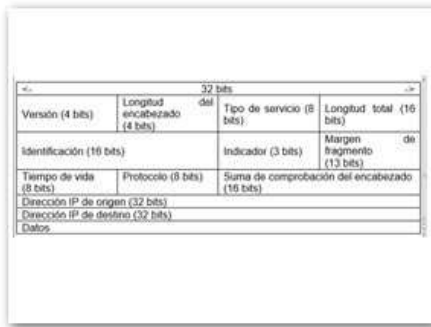 <- 32 bits ->
Versión (4 bits)
Longitud del
encabezado
(4 bits)
Tipo de servicio (8
bits)
Longitud total (16
bits)
Identificación (16 bits)
Indicador (3 bits)
Margen de
fragmento
(13 bits)
Tiempo de vida
(8 bits)
Protocolo (8 bits)
Suma de comprobación del encabezado
(16 bits)
Dirección IP de origen (32 bits)
Dirección IP de destino (32 bits)
Datos